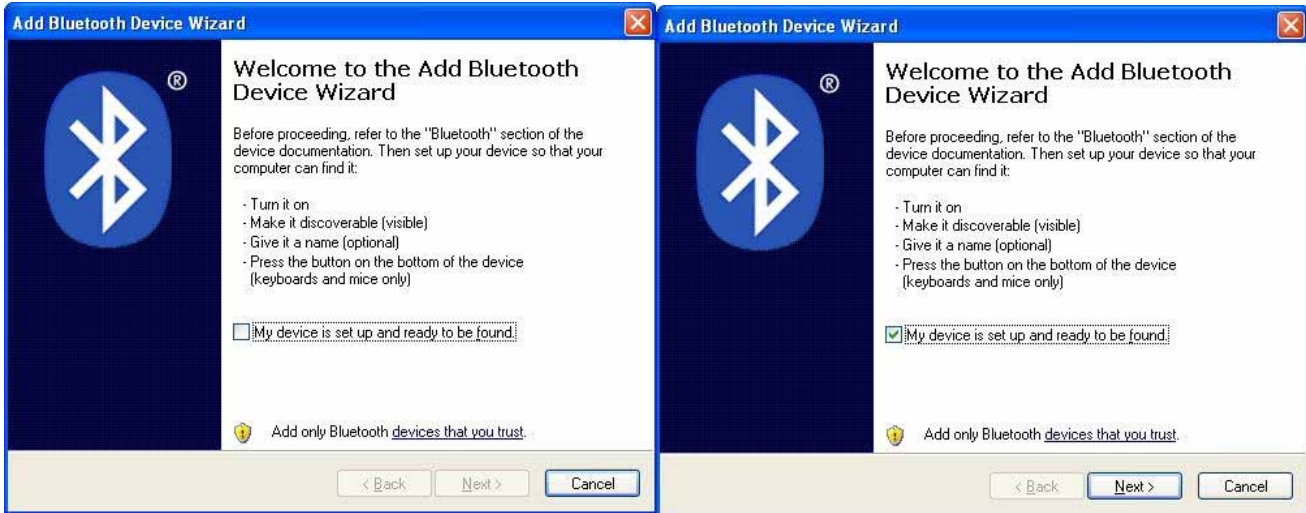 Add Bluetooth Device Wizard
®
Welcome to the Add Bluetooth
Device Wizard
Before proceeding, refer to the "Bluetooth" section of the
device documentation. Then set up your device so that your
computer can find it:
- Turn it on
- Make it discoverable (visible)
- Give it a name (optional)
- Press the button on the bottom of the device
(keyboards and mice only)
My device is set up and ready to be found.
Add only Bluetooth devices that you trust.
< Back Next > Cancel
Add Bluetooth Device Wizard
®
Welcome to the Add Bluetooth
Device Wizard
Before proceeding, refer to the "Bluetooth" section of the
device documentation. Then set up your device so that your
computer can find it:
- Turn it on
- Make it discoverable (visible)
- Give it a name (optional)
- Press the button on the bottom of the device
(keyboards and mice only)
My device is set up and ready to be found.
Add only Bluetooth devices that you trust.
< Back Next > Cancel